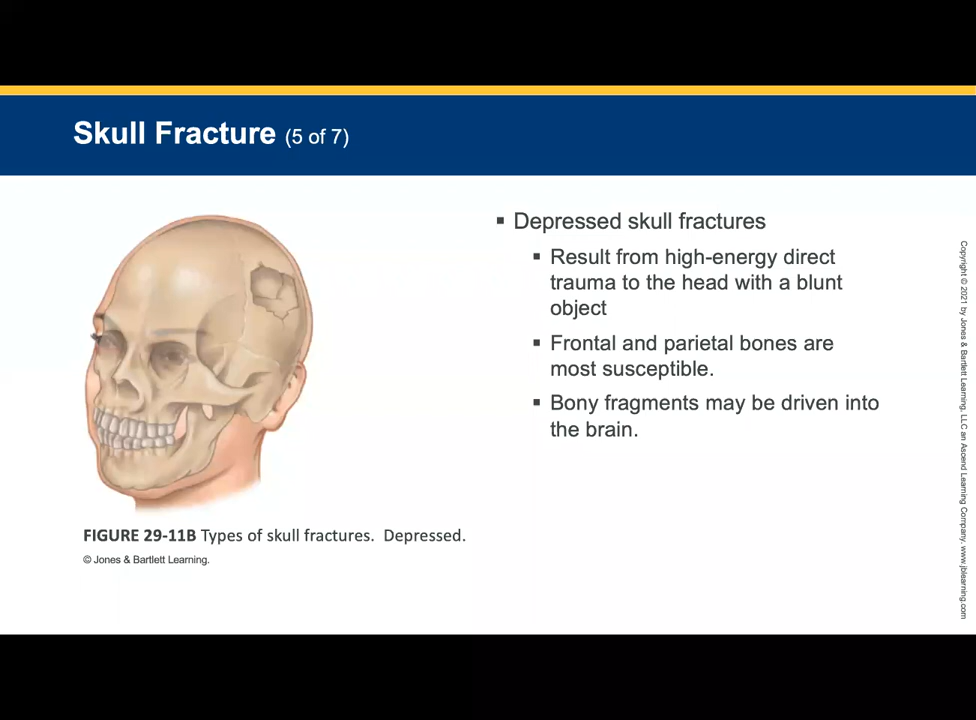 Skull Fracture (5 of 7)
▪ Depressed skull fractures
▪ Result from high-energy direct
trauma to the head with a blunt
object
▪ Frontal and parietal bones are
most susceptible.
▪ Bony fragments may be driven into
the brain.
FIGURE 29-11B Types of skull fractures. Depressed.
© Jones & Bartlett Learning.
Copyright © 2021 by Jones & Bartlett Learning, LLC an Ascend Learning Company. www.jblearning.com